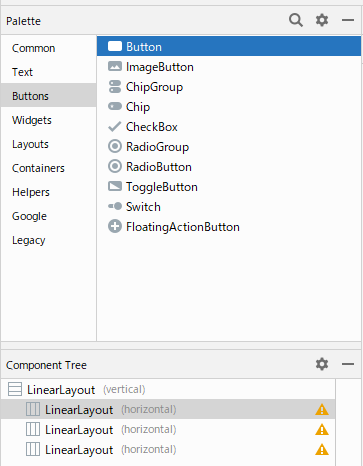 Palette
Common
Text
Buttons
Widgets
Layouts
Containers
Helpers
Google
Legacy
Button
ImageButton
ChipGroup
Chip
CheckBox
RadioGroup
RadioButton
ToggleButton
Switch
FloatingActionButton
Component Tree
LinearLayout (vertical)
LinearLayout (horizontal)
LinearLayout (horizontal)
LinearLayout (horizontal)